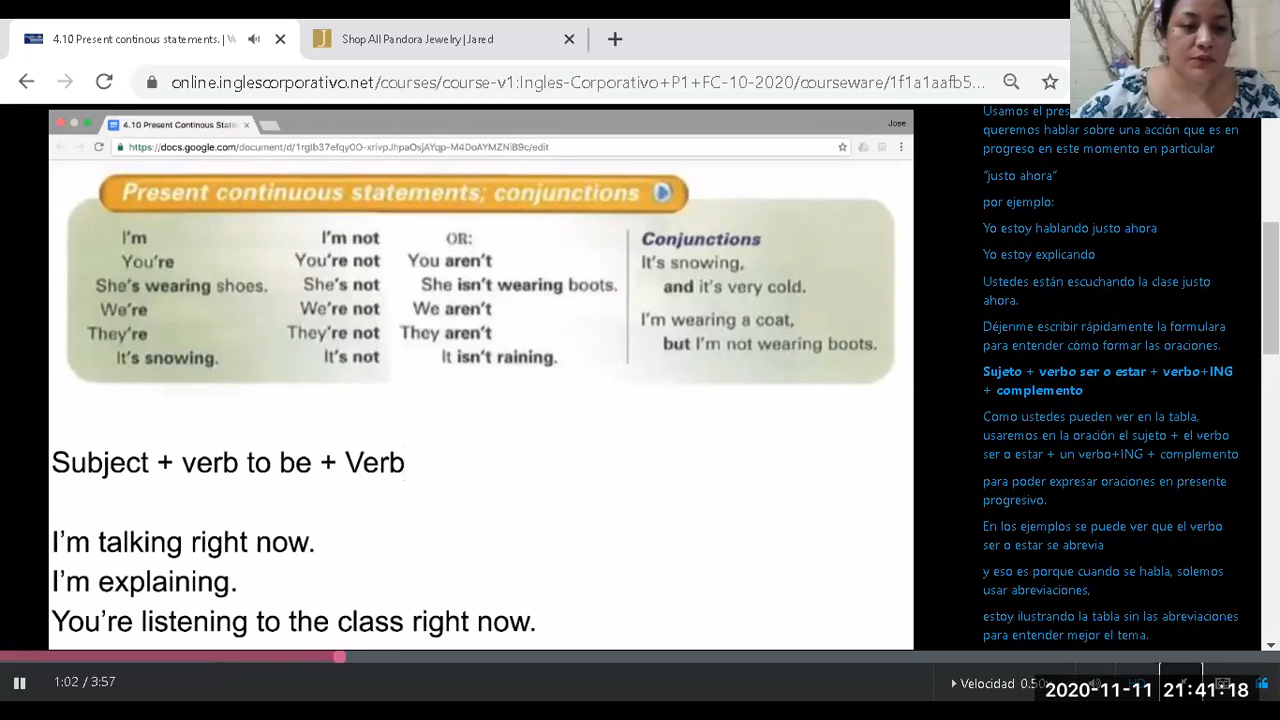 4.10 Present continous statements. | V
Shop All Pandora Jewelry | Jared
online.inglescorporativo.net/courses/course-v1:Ingles-Corporativo+P1+FC-10-2020/courseware/1f1a1aafb5...
4.10 Present Continous State
Jose
Present continuous statements; conjunctions
I'm I'm not OR: Conjunctions
You're You're not You aren't It's snowing,
She's wearing shoes. She's not She isn't wearing boots. and it's very cold.
We're We're not We aren't I'm wearing a coat,
They're They're not They aren't but I'm not wearing boots.
It's snowing. It's not It isn't raining.
Subject + verb to be + Verb
I'm talking right now.
I'm explaining.
You're listening to the class right now.
Usamos el pres
queremos hablar sobre una acción que es en
progreso en este momento en particular
"justo ahora"
por ejemplo:
Yo estoy hablando justo ahora
Yo estoy explicando
Ustedes están escuchando la clase justo
ahora.
Déjenme escribir rápidamente la formulara
para entender cómo formar las oraciones.
Sujeto + verbo ser o estar + verbo+ING
+ complemento
Como ustedes pueden ver en la tabla,
usaremos en la oración el sujeto + el verbo
ser o estar + un verbo+ING + complemento
para poder expresar oraciones en presente
progresivo.
En los ejemplos se puede ver que el verbo
ser o estar se abrevia
y eso es porque cuando se habla, solemos
usar abreviaciones,
estoy ilustrando la tabla sin las abreviaciones
para entender mejor el tema.
1:02 / 3:57
Velocidad 0.50x
HD
2020-11-11 21:41:18